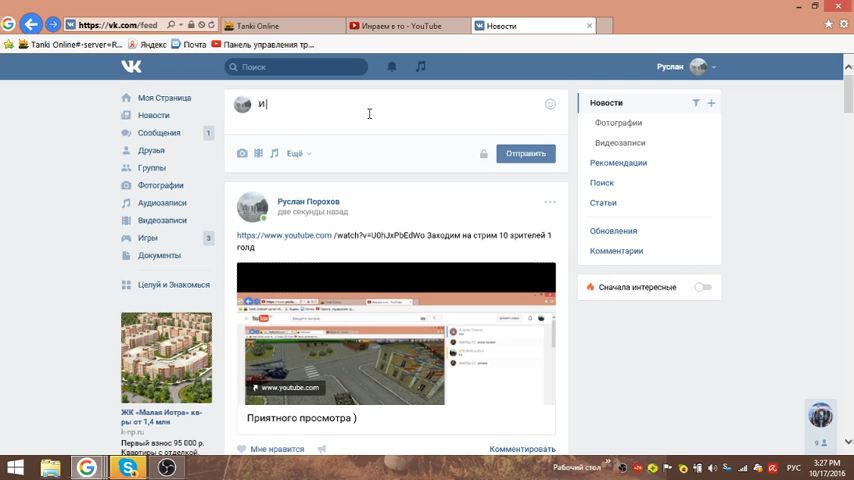 https://vk.com/feed
Tanki Online
Инраем в то - YouTube
Новости
Tanki Online#-server=R...
Яндекс
Почта
Панель управления тр...
Поиск
Руслан
Моя Страница
Новости
Сообщения
1
Друзья
Группы
Фотографии
Аудиозаписи
Видеозаписи
Игры
3
Документы
Целуй и Знакомься
ЖК «Малая Истра» кв-
ры от 1,4 млн
k-np.ru
Первый взнос 95 000 р.
Квартиры с отделкой.
И
Ещё
Отправить
Руслан Порохов
две секунды назад
https://www.youtube.com /watch?v=U0hJxPbEdWo Заходим на стрим 10 зрителей 1
голд
www.youtube.com
Приятного просмотра )
Мне нравится
Комментировать
Новости
Фотографии
Видеозаписи
Рекомендации
Поиск
Статьи
Обновления
Комментарии
Сначала интересные
9
Рабочий стол
РУС
3:27 PM
10/17/2016